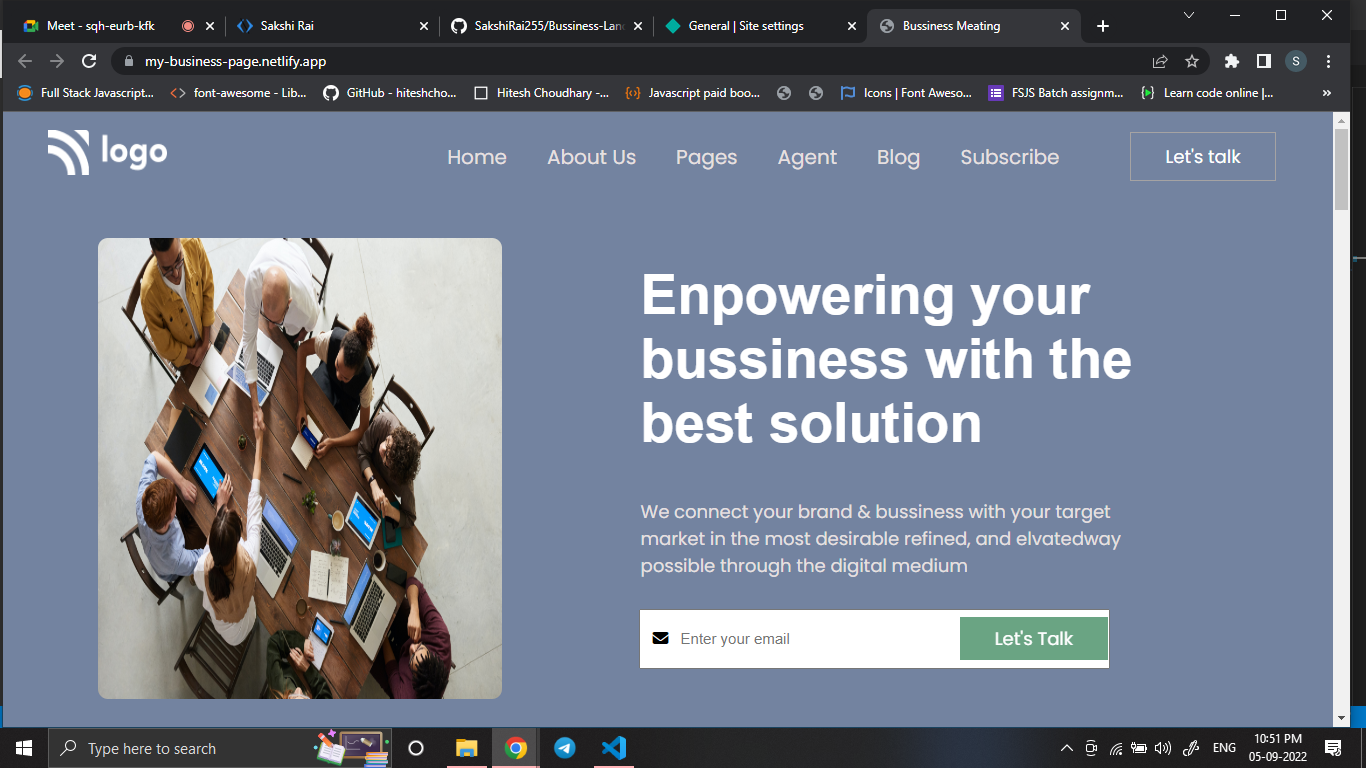 Meet - sqh-eurb-kfk
Sakshi Rai
SakshiRai255/Bussiness-Lan
General | Site settings
Bussiness Meating
my-business-page.netlify.app
S
Full Stack Javascript...
font-awesome - Lib...
GitHub - hiteshcho...
Hitesh Choudhary -...
Javascript paid boo...
Icons | Font Aweso...
FSJS Batch assignm...
Learn code online |...
logo
Home
About Us
Pages
Agent
Blog
Subscribe
Let's talk
Enpowering your
bussiness with the
best solution
We connect your brand & bussiness with your target
market in the most desirable refined, and elvatedway
possible through the digital medium
Enter your email
Let's Talk
Type here to search
ENG
10:51 PM
05-09-2022